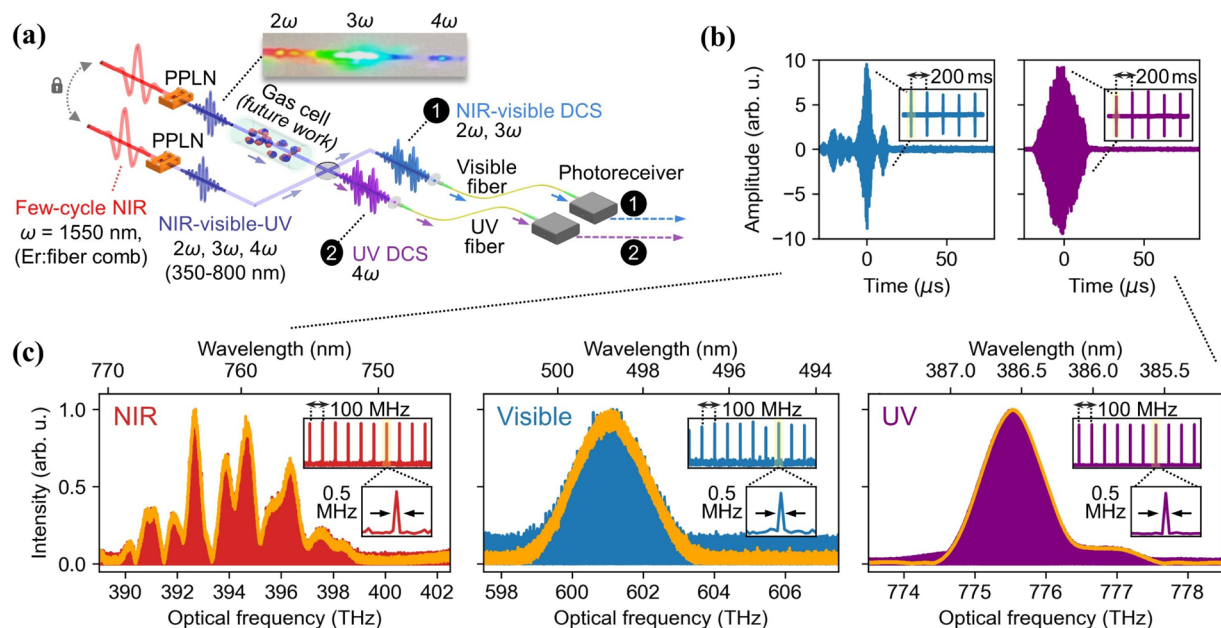 (a)
2ω 3ω 4ω
PPLN
PPLN
Gas cell
(future work)
Few-cycle NIR
ω = 1550 nm,
(Er:fiber comb)
NIR-visible-UV
2ω, 3ω, 4ω
(350-800 nm)
1 NIR-visible DCS
2ω, 3ω
Visible
fiber
Photoreceiver
UV
fiber
1
2
2 UV DCS
4ω
(b)
Amplitude (arb. u.)
10
5
0
−5
−10
200 ms
0 50
Time (μs)
200 ms
0 50
Time (μs)
(c)
Wavelength (nm)
770 760 750
Intensity (arb. u.)
1.0
0.5
0.0
NIR
100 MHz
0.5
MHz
390 392 394 396 398 400 402
Optical frequency (THz)
Wavelength (nm)
500 498 496 494
Visible
100 MHz
0.5
MHz
598 600 602 604 606
Optical frequency (THz)
Wavelength (nm)
387.0 386.5 386.0 385.5
UV
100 MHz
0.5
MHz
774 775 776 777 778
Optical frequency (THz)